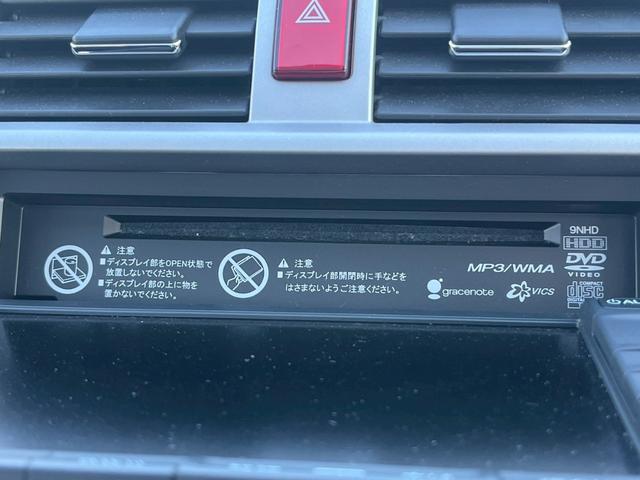 9NHD
HDD
DVD
VIDEO
MP3/WMA
gracenote
VICS
COMPACT
disc
⚠ 注意
■ディスプレイ部をOPEN状態で
放置しないでください。
■ディスプレイ部の上に物を
置かないでください。
⚠ 注意
■ディスプレイ部開閉時に手などを
はさまないようご注意ください。